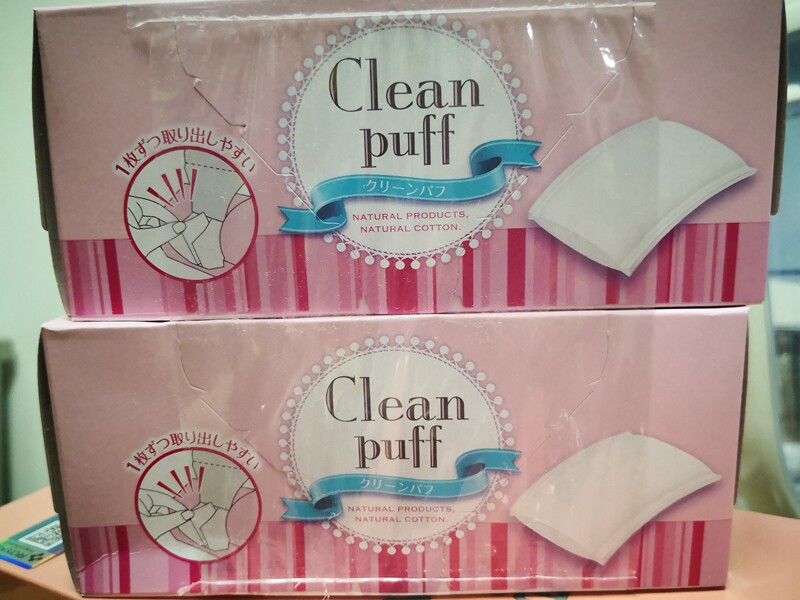 Clean
puff
クリーンパフ
1枚ずつ取り出しやすい
NATURAL PRODUCTS,
NATURAL COTTON.
Clean
puff
クリーンパフ
1枚ずつ取り出しやすい
NATURAL PRODUCTS,
NATURAL COTTON.